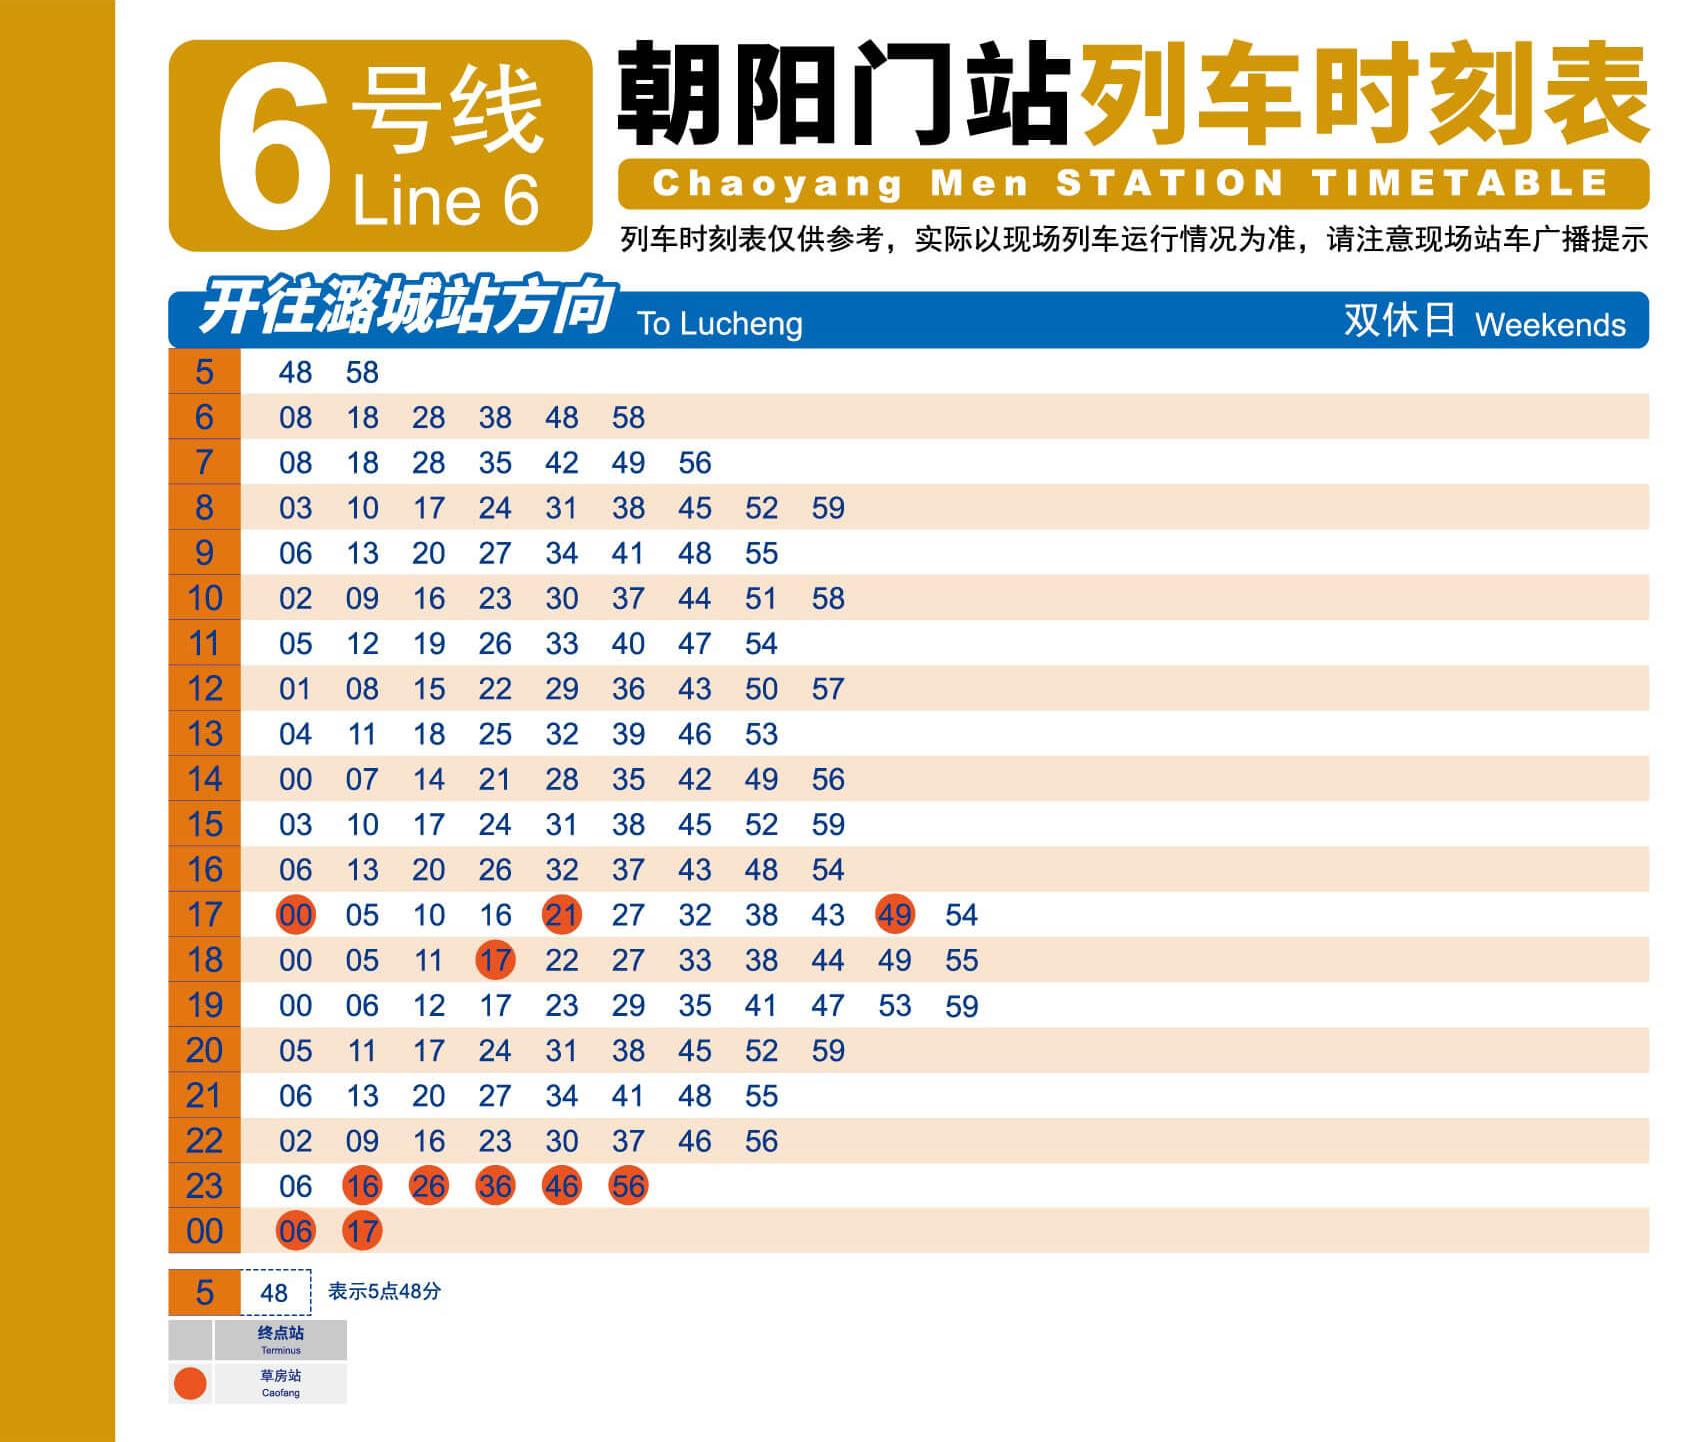 6号线
Line 6
朝阳门站列车时刻表
Chaoyang Men STATION TIMETABLE
列车时刻表仅供参考，实际以现场列车运行情况为准，请注意现场站车广播提示
开往潞城站方向 To Lucheng 双休日 Weekends
5 48 58
6 08 18 28 38 48 58
7 08 18 28 35 42 49 56
8 03 10 17 24 31 38 45 52 59
9 06 13 20 27 34 41 48 55
10 02 09 16 23 30 37 44 51 58
11 05 12 19 26 33 40 47 54
12 01 08 15 22 29 36 43 50 57
13 04 11 18 25 32 39 46 53
14 00 07 14 21 28 35 42 49 56
15 03 10 17 24 31 38 45 52 59
16 06 13 20 26 32 37 43 48 54
17 00 05 10 16 21 27 32 38 43 49 54
18 00 05 11 17 22 27 33 38 44 49 55
19 00 06 12 17 23 29 35 41 47 53 59
20 05 11 17 24 31 38 45 52 59
21 06 13 20 27 34 41 48 55
22 02 09 16 23 30 37 46 56
23 06 16 26 36 46 56
00 06 17
5 48 表示5点48分
终点站
Terminus
草房站
Caofang